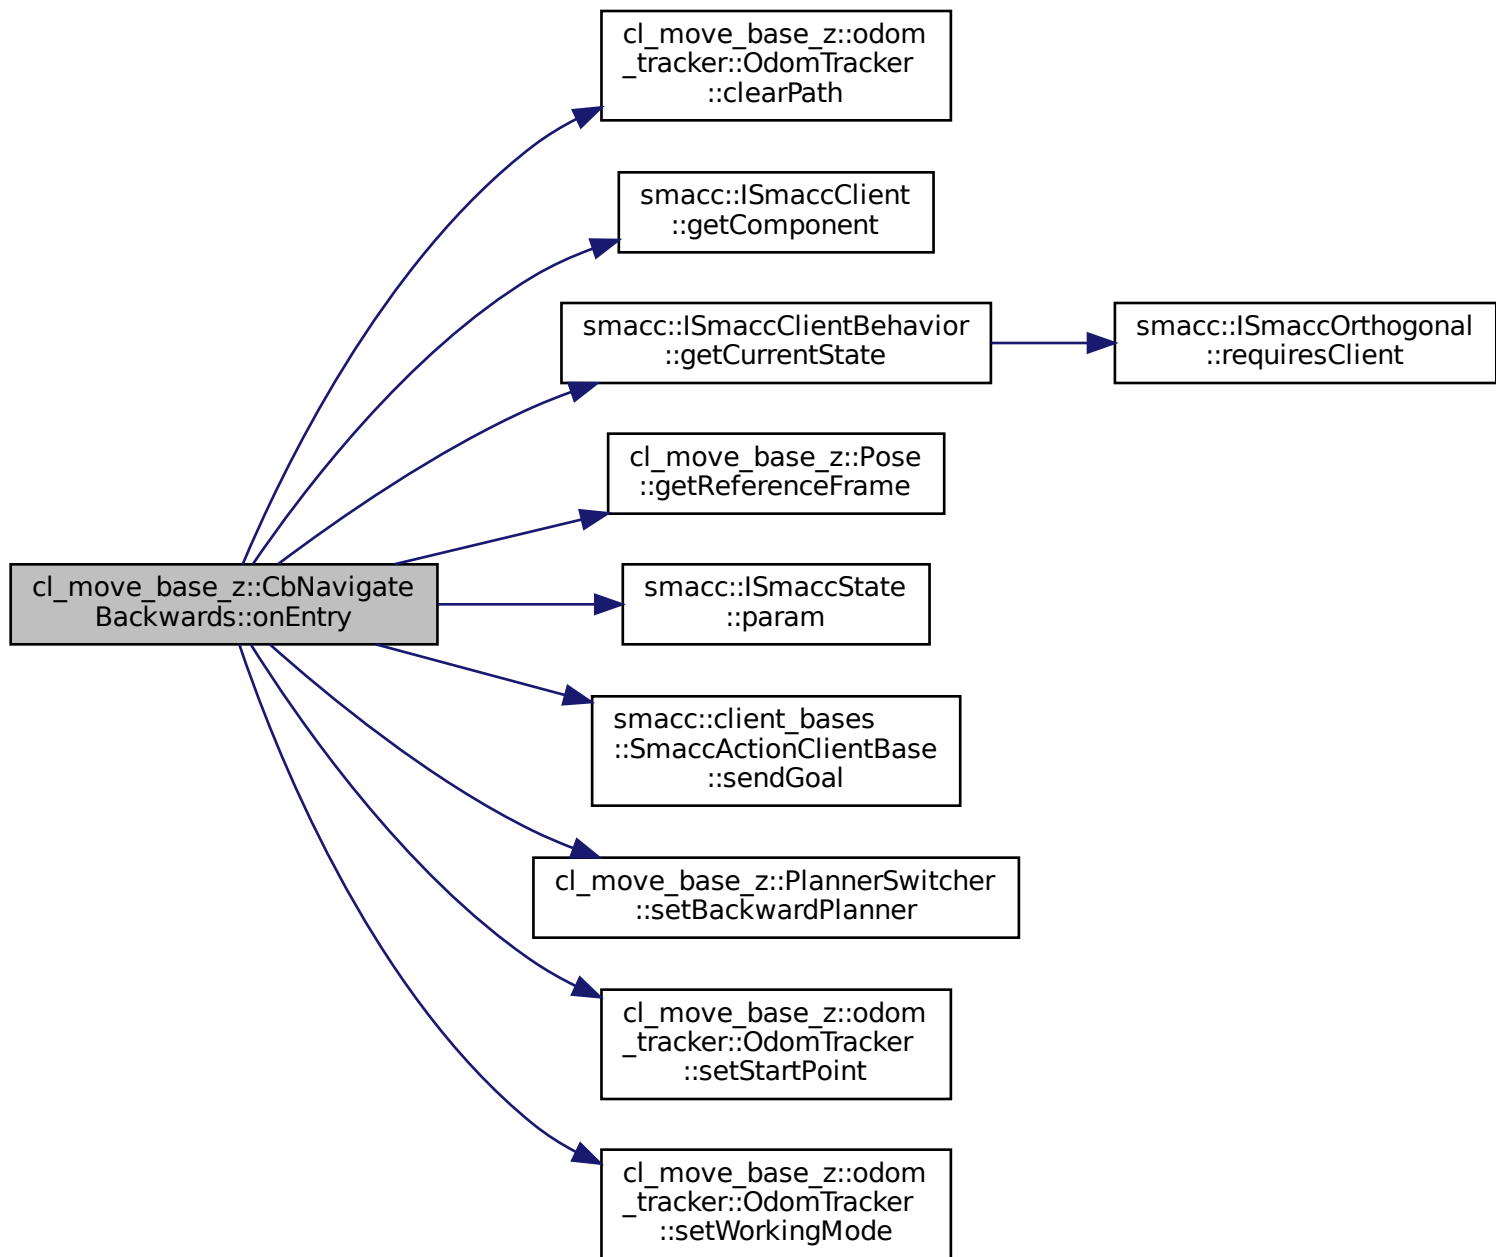 cl_move_base_z::odom
_tracker::OdomTracker
::clearPath
smacc::ISmaccClient
::getComponent
smacc::ISmaccClientBehavior
::getCurrentState
smacc::ISmaccOrthogonal
::requiresClient
cl_move_base_z::Pose
::getReferenceFrame
cl_move_base_z::CbNavigate
Backwards::onEntry
smacc::ISmaccState
::param
smacc::client_bases
::SmaccActionClientBase
::sendGoal
cl_move_base_z::PlannerSwitcher
::setBackwardPlanner
cl_move_base_z::odom
_tracker::OdomTracker
::setStartPoint
cl_move_base_z::odom
_tracker::OdomTracker
::setWorkingMode